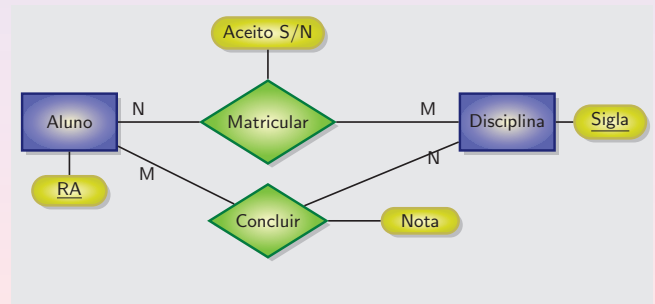 Aceito S/N
N
M
Aluno
Matricular
Disciplina
Sigla
M
N
RA
Concluir
Nota